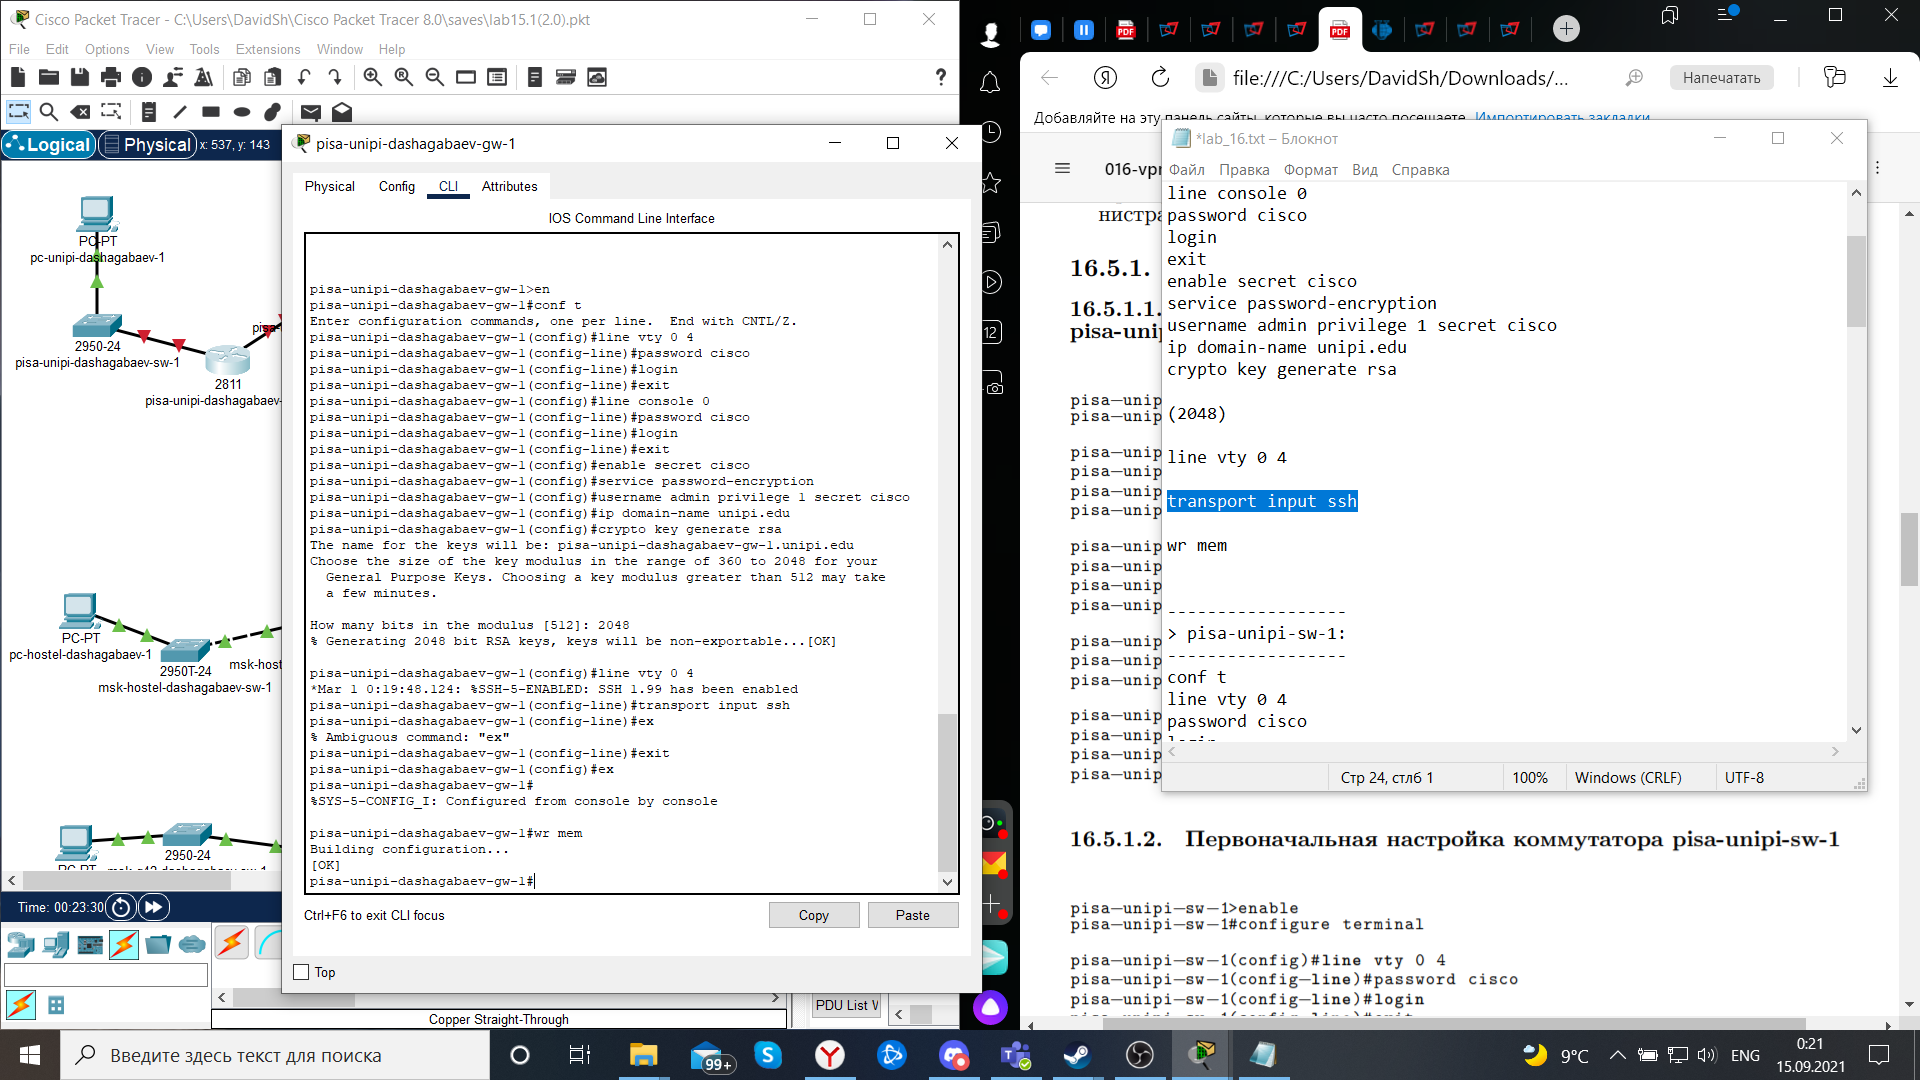 Cisco Packet Tracer - C:\Users\DavidSh\Cisco Packet Tracer 8.0\saves\lab15.1(2.0).pkt
File Edit Options View Tools Extensions Window Help
Logical Physical x: 537, y: 143
PC-PT
pc-unipi-dashagabaev-1
2950-24
pisa-unipi-dashagabaev-sw-1
2811
pisa-unipi-dashagabaev-
PC-PT
pc-hostel-dashagabaev-1
2950T-24
msk-hostel-dashagabaev-sw-1
msk-hos
2950-24
Time: 00:23:30
Copper Straight-Through
PDU List W
pisa-unipi-dashagabaev-gw-1
Physical Config CLI Attributes
IOS Command Line Interface
pisa-unipi-dashagabaev-gw-1>en
pisa-unipi-dashagabaev-gw-1#conf t
Enter configuration commands, one per line. End with CNTL/Z.
pisa-unipi-dashagabaev-gw-1(config)#line vty 0 4
pisa-unipi-dashagabaev-gw-1(config-line)#password cisco
pisa-unipi-dashagabaev-gw-1(config-line)#login
pisa-unipi-dashagabaev-gw-1(config-line)#exit
pisa-unipi-dashagabaev-gw-1(config)#line console 0
pisa-unipi-dashagabaev-gw-1(config-line)#password cisco
pisa-unipi-dashagabaev-gw-1(config-line)#login
pisa-unipi-dashagabaev-gw-1(config-line)#exit
pisa-unipi-dashagabaev-gw-1(config)#enable secret cisco
pisa-unipi-dashagabaev-gw-1(config)#service password-encryption
pisa-unipi-dashagabaev-gw-1(config)#username admin privilege 1 secret cisco
pisa-unipi-dashagabaev-gw-1(config)#ip domain-name unipi.edu
pisa-unipi-dashagabaev-gw-1(config)#crypto key generate rsa
The name for the keys will be: pisa-unipi-dashagabaev-gw-1.unipi.edu
Choose the size of the key modulus in the range of 360 to 2048 for your
General Purpose Keys. Choosing a key modulus greater than 512 may take
a few minutes.
How many bits in the modulus [512]: 2048
% Generating 2048 bit RSA keys, keys will be non-exportable...[OK]
pisa-unipi-dashagabaev-gw-1(config)#line vty 0 4
*Mar 1 0:19:48.124: %SSH-5-ENABLED: SSH 1.99 has been enabled
pisa-unipi-dashagabaev-gw-1(config-line)#transport input ssh
pisa-unipi-dashagabaev-gw-1(config-line)#ex
% Ambiguous command: "ex"
pisa-unipi-dashagabaev-gw-1(config-line)#exit
pisa-unipi-dashagabaev-gw-1(config)#ex
pisa-unipi-dashagabaev-gw-1#
%SYS-5-CONFIG_I: Configured from console by console
pisa-unipi-dashagabaev-gw-1#wr mem
Building configuration...
[OK]
pisa-unipi-dashagabaev-gw-1#
Ctrl+F6 to exit CLI focus
Copy Paste
Top
file:///C:/Users/DavidSh/Downloads/...
Напечатать
Добавляйте на эту панель сайты, которые вы часто посещаете. Импортировать закладки
016-vpn
нистра
16.5.1.
16.5.1.1.
pisa-unip
*lab_16.txt – Блокнот
Файл Правка Формат Вид Справка
line console 0
password cisco
login
exit
enable secret cisco
service password-encryption
username admin privilege 1 secret cisco
ip domain-name unipi.edu
crypto key generate rsa
(2048)
line vty 0 4
transport input ssh
wr mem
------------------
> pisa-unipi-sw-1:
------------------
conf t
line vty 0 4
password cisco
login
Стр 24, стлб 1 100% Windows (CRLF) UTF-8
16.5.1.2. Первоначальная настройка коммутатора pisa-unipi-sw-1
pisa—unipi—sw—1>enable
pisa—unipi—sw—1#configure terminal
pisa—unipi—sw—1(config)#line vty 0 4
pisa—unipi—sw—1(config—line)#password cisco
pisa—unipi—sw—1(config—line)#login
pisa—unipi—sw—1(config—line)#exit
Введите здесь текст для поиска
99+
9°C
ENG
0:21
15.09.2021